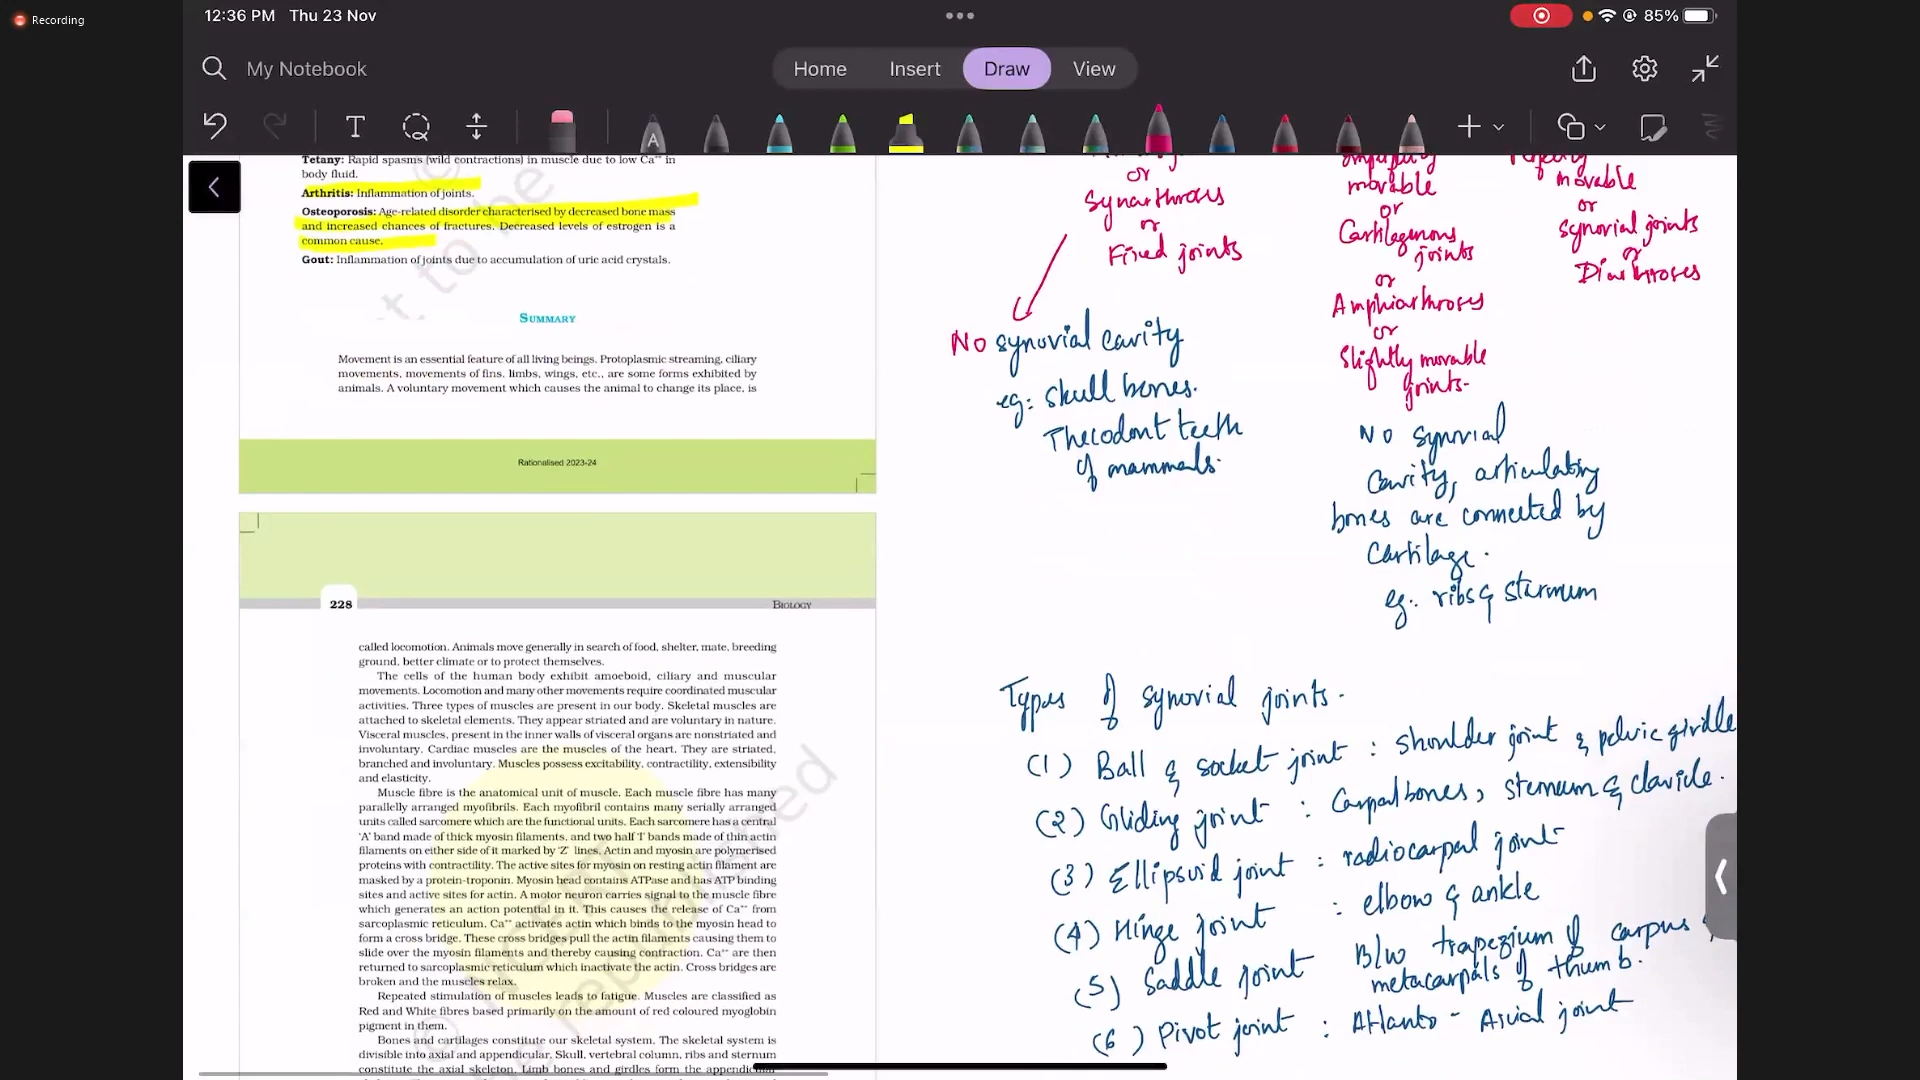 Recording
12:36 PM Thu 23 Nov
85%
My Notebook
Home Insert Draw View
Tetany: Rapid spasms (wild contractions) in muscle due to low Ca++ in
body fluid.
Arthritis: Inflammation of joints.
Osteoporosis: Age-related disorder characterised by decreased bone mass
and increased chances of fractures. Decreased levels of estrogen is a
common cause.
Gout: Inflammation of joints due to accumulation of uric acid crystals.
SUMMARY
Movement is an essential feature of all living beings. Protoplasmic streaming, ciliary
movements, movements of fins, limbs, wings, etc., are some forms exhibited by
animals. A voluntary movement which causes the animal to change its place, is
Rationalised 2023-24
228
BIOLOGY
called locomotion. Animals move generally in search of food, shelter, mate, breeding
ground, better climate or to protect themselves.
The cells of the human body exhibit amoeboid, ciliary and muscular
movements. Locomotion and many other movements require coordinated muscular
activities. Three types of muscles are present in our body. Skeletal muscles are
attached to skeletal elements. They appear striated and are voluntary in nature.
Visceral muscles, present in the inner walls of visceral organs are nonstriated and
involuntary. Cardiac muscles are the muscles of the heart. They are striated,
branched and involuntary. Muscles possess excitability, contractility, extensibility
and elasticity.
Muscle fibre is the anatomical unit of muscle. Each muscle fibre has many
parallelly arranged myofibrils. Each myofibril contains many serially arranged
units called sarcomere which are the functional units. Each sarcomere has a central
'A' band made of thick myosin filaments, and two half 'I' bands made of thin actin
filaments on either side of it marked by 'Z' lines. Actin and myosin are polymerised
proteins with contractility. The active sites for myosin on resting actin filament are
masked by a protein-troponin. Myosin head contains ATPase and has ATP binding
sites and active sites for actin. A motor neuron carries signal to the muscle fibre
which generates an action potential in it. This causes the release of Ca++ from
sarcoplasmic reticulum. Ca++ activates actin which binds to the myosin head to
form a cross bridge. These cross bridges pull the actin filaments causing them to
slide over the myosin filaments and thereby causing contraction. Ca++ are then
returned to sarcoplasmic reticulum which inactivate the actin. Cross bridges are
broken and the muscles relax.
Repeated stimulation of muscles leads to fatigue. Muscles are classified as
Red and White fibres based primarily on the amount of red coloured myoglobin
pigment in them.
Bones and cartilages constitute our skeletal system. The skeletal system is
divisible into axial and appendicular. Skull, vertebral column, ribs and sternum
constitute the axial skeleton. Limb bones and girdles form the appendicular
or
Synarthroses
or
Fixed joints
No synovial cavity
eg: skull bones.
Thecodont teeth
of mammals.
movable
or
Cartilagenous
joints
or
Amphiarthroses
or
Slightly movable
joints.
No synovial
cavity, articulating
bones are connected by
cartilage.
eg: ribs & sternum
movable
or
synovial joints
or
Diarthroses
Types of synovial joints.
(1) Ball & socket joint : shoulder joint & pelvic girdle
(2) Gliding joint : Carpal bones, sternum & clavicle.
(3) Ellipsoid joint : radiocarpal joint
(4) Hinge joint : elbow & ankle
(5) Saddle joint B/w trapezium of carpus
metacarpals of thumb.
(6) Pivot joint : Atlanto - Axial joint